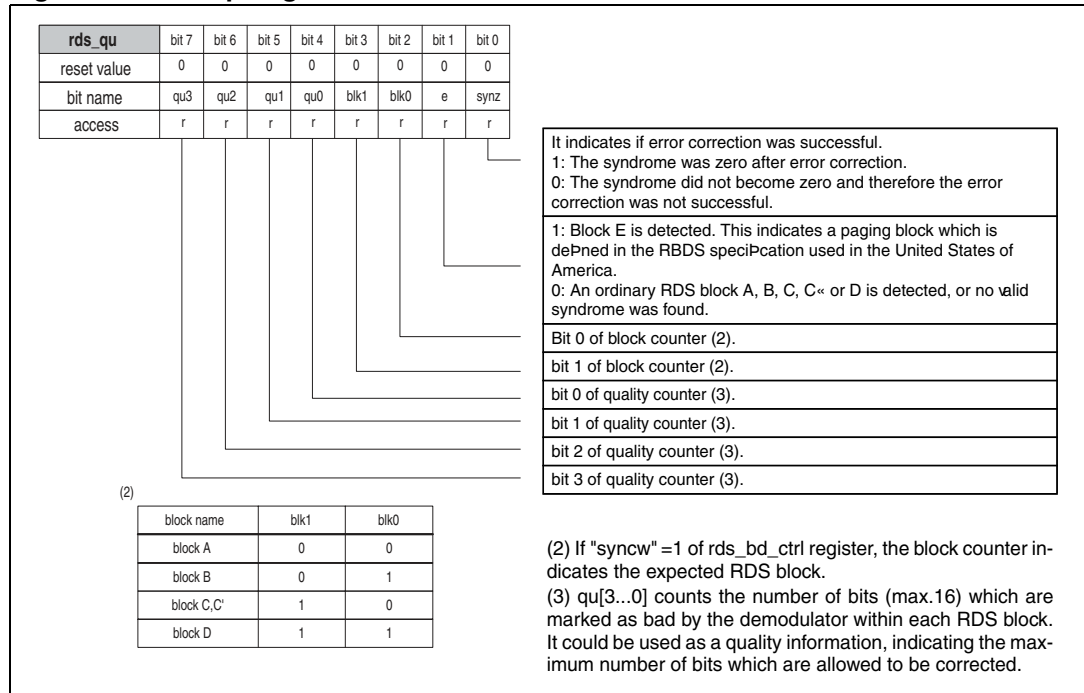 rds_qu bit 7 bit 6 bit 5 bit 4 bit 3 bit 2 bit 1 bit 0
reset value 0 0 0 0 0 0 0 0
bit name qu3 qu2 qu1 qu0 blk1 blk0 e synz
access r r r r r r r r
It indicates if error correction was successful.
1: The syndrome was zero after error correction.
0: The syndrome did not become zero and therefore the error
correction was not successful.
1: Block E is detected. This indicates a paging block which is
deÞned in the RBDS speciÞcation used in the United States of
America.
0: An ordinary RDS block A, B, C, C« or D is detected, or no valid
syndrome was found.
Bit 0 of block counter (2).
bit 1 of block counter (2).
bit 0 of quality counter (3).
bit 1 of quality counter (3).
bit 2 of quality counter (3).
bit 3 of quality counter (3).
(2)
block name blk1 blk0
block A 0 0
block B 0 1
block C,C' 1 0
block D 1 1
(2) If "syncw" =1 of rds_bd_ctrl register, the block counter in-
dicates the expected RDS block.
(3) qu[3...0] counts the number of bits (max.16) which are
marked as bad by the demodulator within each RDS block.
It could be used as a quality information, indicating the max-
imum number of bits which are allowed to be corrected.